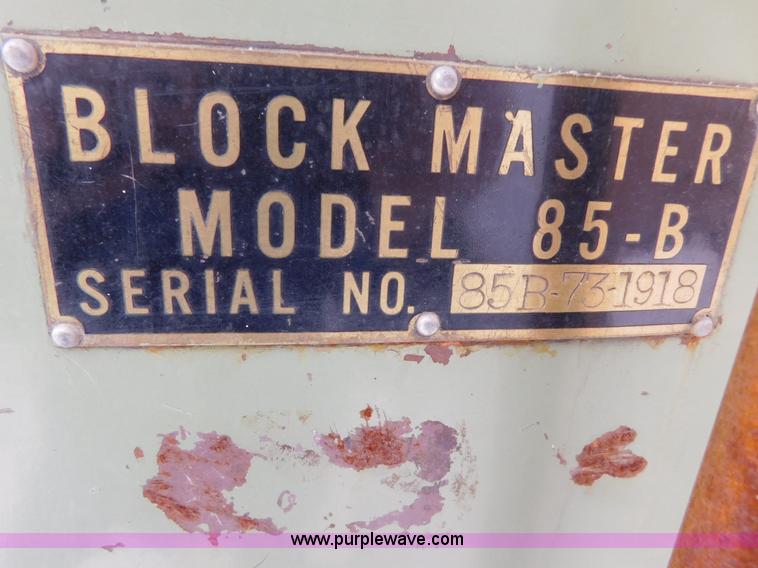 BLOCK MASTER
MODEL 85-B
SERIAL NO. 85B-73-1918
www.purplewave.com